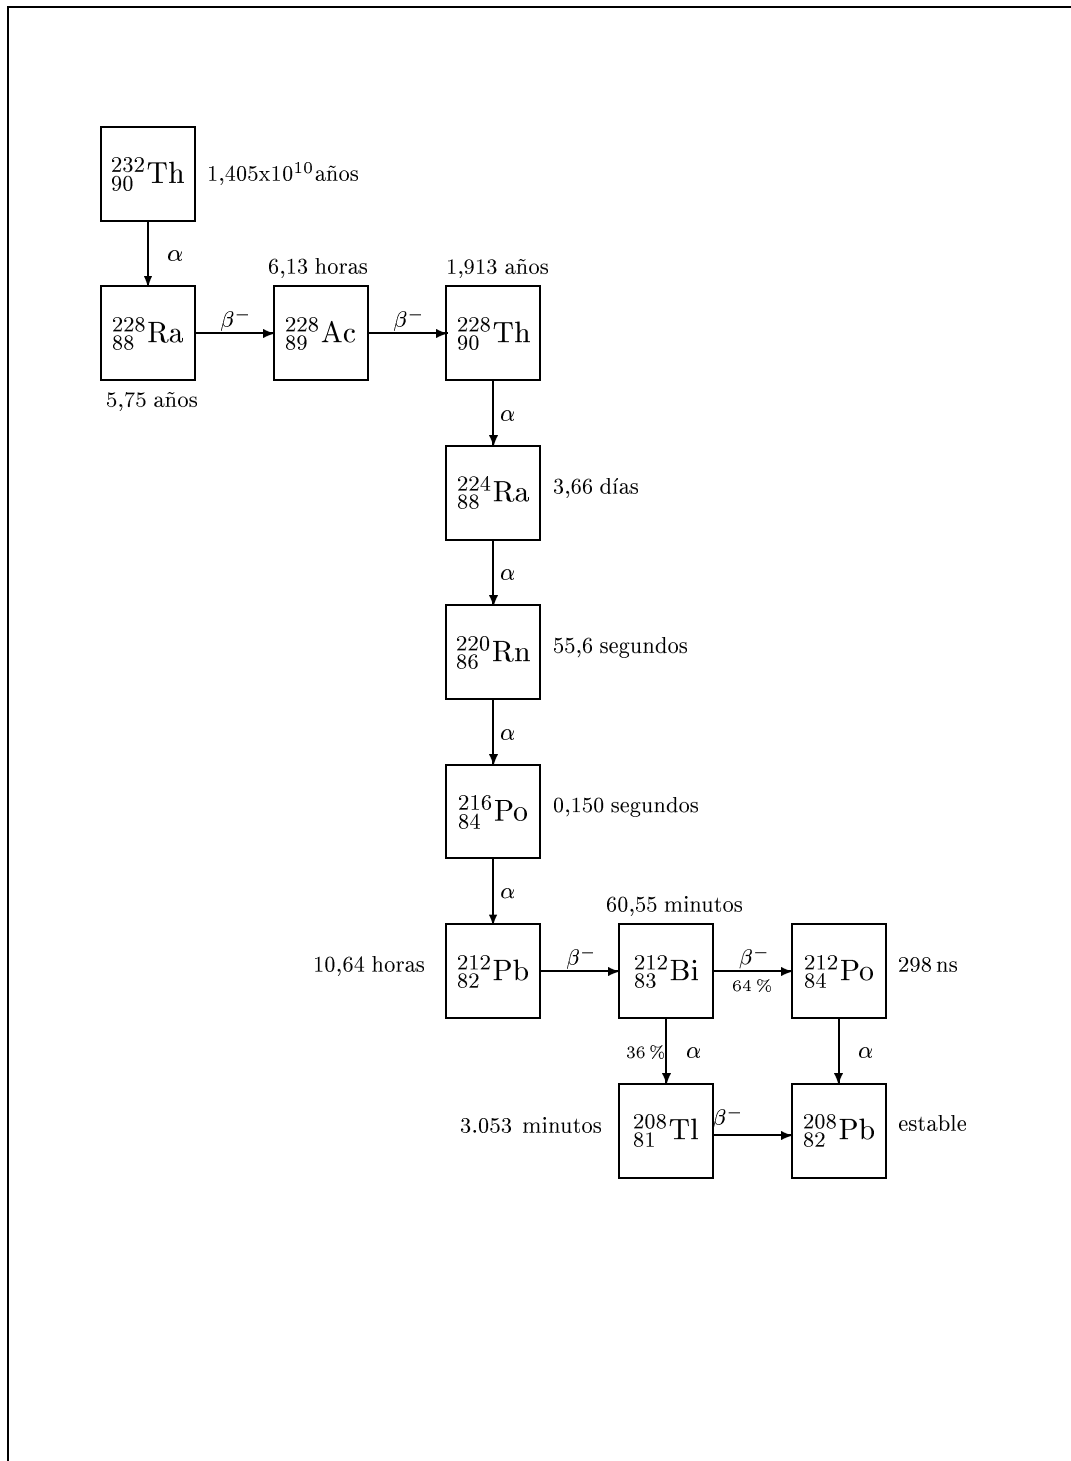 232 90 Th 1,405x10^10 años
α
6,13 horas 1,913 años
228 88 Ra β− 228 89 Ac β− 228 90 Th
5,75 años
α
224 88 Ra 3,66 días
α
220 86 Rn 55,6 segundos
α
216 84 Po 0,150 segundos
α
60,55 minutos
10,64 horas 212 82 Pb β− 212 83 Bi β− 64 % 212 84 Po 298 ns
36 % α α
3.053 minutos 208 81 Tl β− 208 82 Pb estable